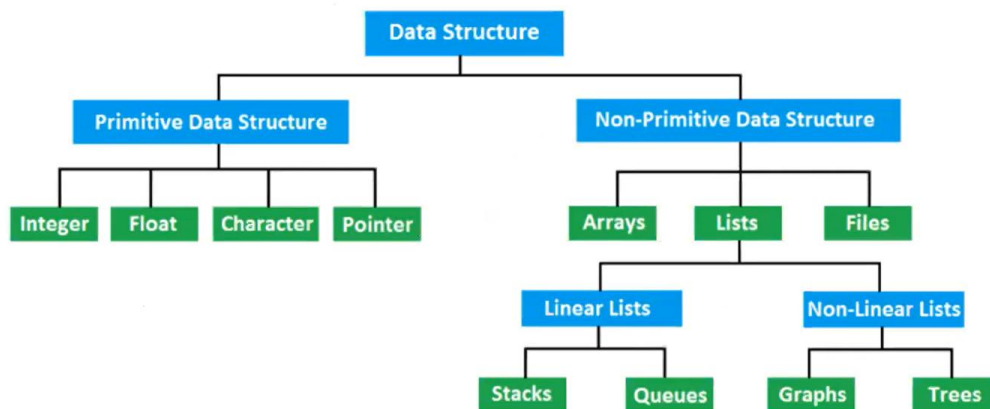 Data Structure
Primitive Data Structure
Non-Primitive Data Structure
Integer
Float
Character
Pointer
Arrays
Lists
Files
Linear Lists
Non-Linear Lists
Stacks
Queues
Graphs
Trees